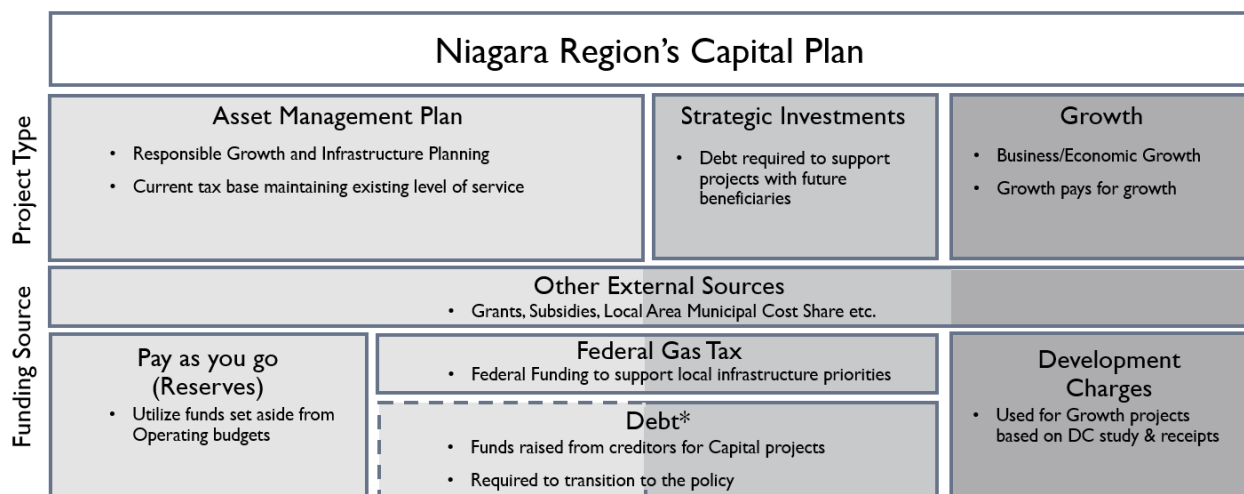 Niagara Region's Capital Plan
Project Type
Asset Management Plan
• Responsible Growth and Infrastructure Planning
• Current tax base maintaining existing level of service
Strategic Investments
• Debt required to support
projects with future
beneficiaries
Growth
• Business/Economic Growth
• Growth pays for growth
Funding Source
Other External Sources
• Grants, Subsidies, Local Area Municipal Cost Share etc.
Pay as you go
(Reserves)
• Utilize funds set aside from
Operating budgets
Federal Gas Tax
• Federal Funding to support local infrastructure priorities
Debt*
• Funds raised from creditors for Capital projects
• Required to transition to the policy
Development
Charges
• Used for Growth projects
based on DC study & receipts